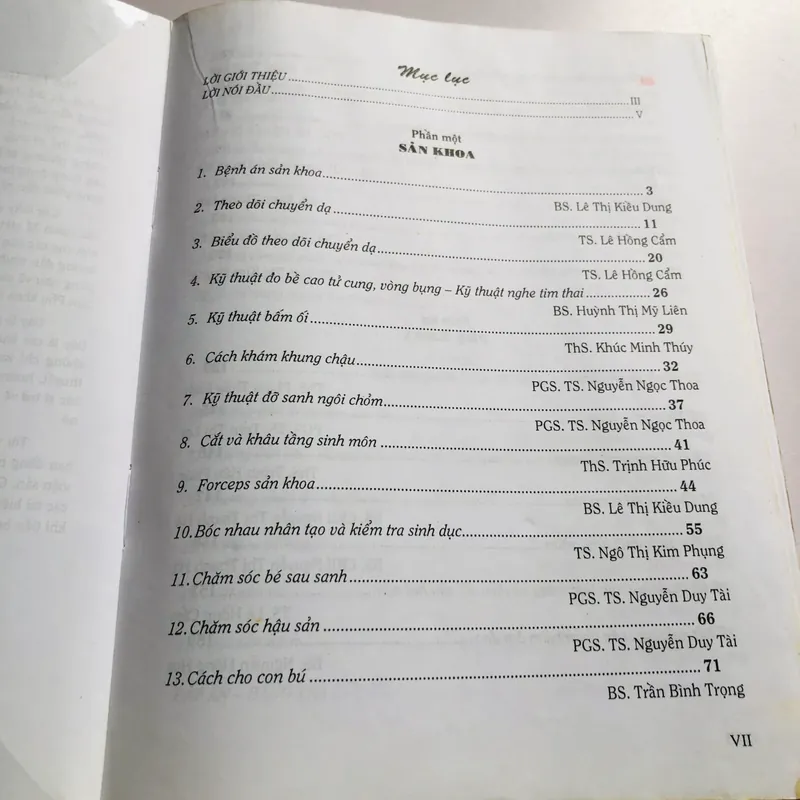 Mục lục
LỜI GIỚI THIỆU ........ III
LỜI NÓI ĐẦU ........ V
Phần một
SẢN KHOA
1. Bệnh án sản khoa ........ 3
BS. Lê Thị Kiều Dung
2. Theo dõi chuyển dạ ........ 11
TS. Lê Hồng Cẩm
3. Biểu đồ theo dõi chuyển dạ ........ 20
TS. Lê Hồng Cẩm
4. Kỹ thuật đo bề cao tử cung, vòng bụng – Kỹ thuật nghe tim thai ........ 26
BS. Huỳnh Thị Mỹ Liên
5. Kỹ thuật bấm ối ........ 29
ThS. Khúc Minh Thúy
6. Cách khám khung chậu ........ 32
PGS. TS. Nguyễn Ngọc Thoa
7. Kỹ thuật đỡ sanh ngôi chỏm ........ 37
PGS. TS. Nguyễn Ngọc Thoa
8. Cắt và khâu tầng sinh môn ........ 41
ThS. Trịnh Hữu Phúc
9. Forceps sản khoa ........ 44
BS. Lê Thị Kiều Dung
10. Bóc nhau nhân tạo và kiểm tra sinh dục ........ 55
TS. Ngô Thị Kim Phụng
11. Chăm sóc bé sau sanh ........ 63
PGS. TS. Nguyễn Duy Tài
12. Chăm sóc hậu sản ........ 66
PGS. TS. Nguyễn Duy Tài
13. Cách cho con bú ........ 71
BS. Trần Bình Trọng
VII